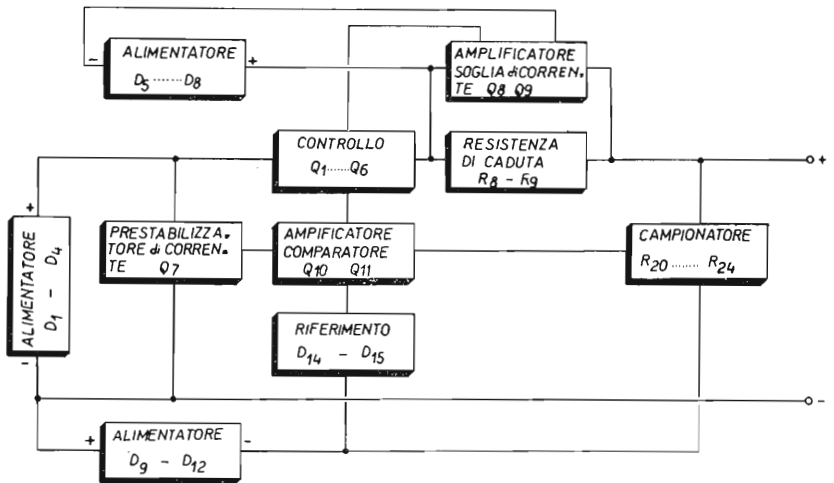 ALIMENTATORE
D5 ........ D8
-
+
AMPLIFICATORE
SOGLIA di CORREN.
TE Q8 Q9
CONTROLLO
Q1 ...... Q6
RESISTENZA
DI CADUTA
R8 - R9
+
+
ALIMENTATORE
D1 - D4
-
PRESTABILIZZA.
TORE di CORREN.
TE Q7
AMPIFICATORE
COMPARATORE
Q10 Q11
CAMPIONATORE
R20 ...... R24
RIFERIMENTO
D14 - D15
-
+
ALIMENTATORE
D9 - D12
-